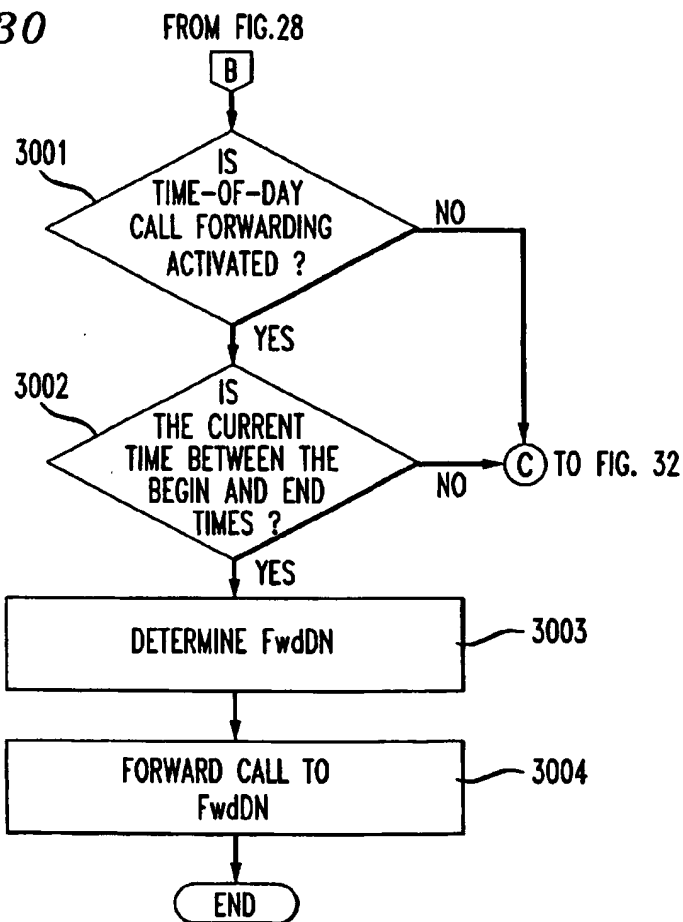 30
FROM FIG.28
B
3001
IS
TIME-OF-DAY
CALL FORWARDING
ACTIVATED ?
NO
YES
3002
IS
THE CURRENT
TIME BETWEEN THE
BEGIN AND END
TIMES ?
NO
C TO FIG. 32
YES
DETERMINE FwdDN
3003
FORWARD CALL TO
FwdDN
3004
END